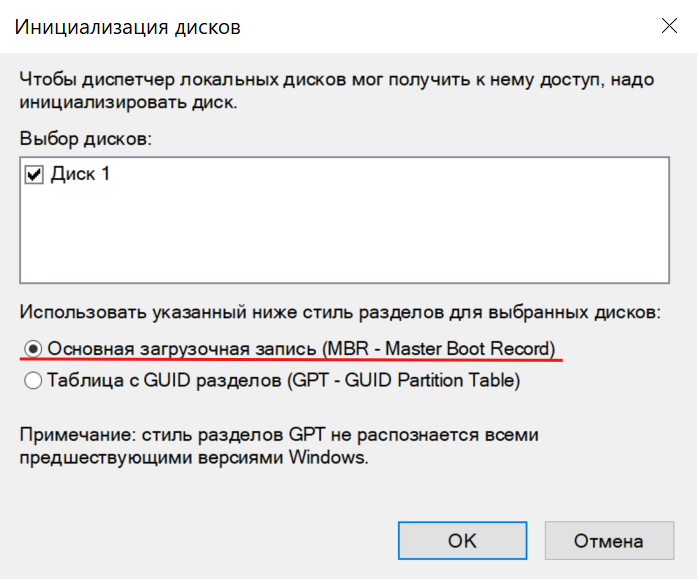 Инициализация дисков
Чтобы диспетчер локальных дисков мог получить к нему доступ, надо
инициализировать диск.
Выбор дисков:
Диск 1
Использовать указанный ниже стиль разделов для выбранных дисков:
Основная загрузочная запись (MBR - Master Boot Record)
Таблица с GUID разделов (GPT - GUID Partition Table)
Примечание: стиль разделов GPT не распознается всеми
предшествующими версиями Windows.
OK Отмена